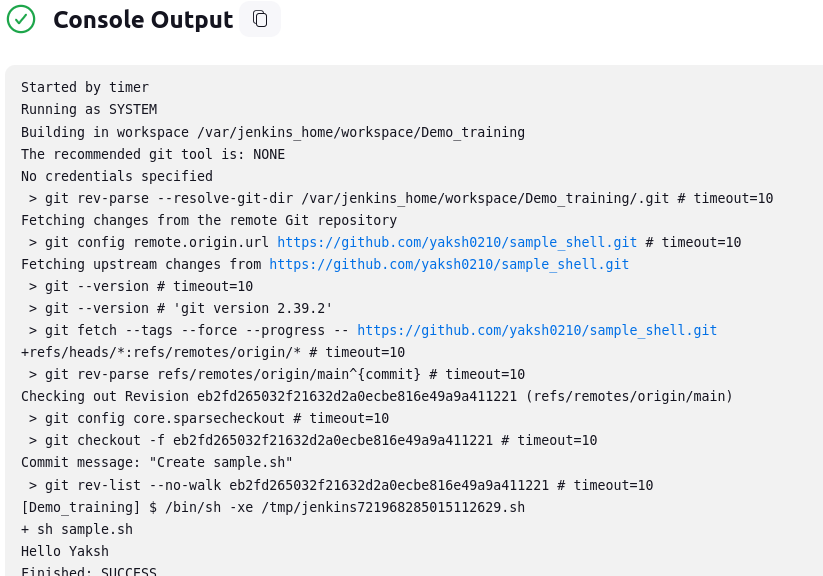 Console Output
Started by timer
Running as SYSTEM
Building in workspace /var/jenkins_home/workspace/Demo_training
The recommended git tool is: NONE
No credentials specified
 > git rev-parse --resolve-git-dir /var/jenkins_home/workspace/Demo_training/.git # timeout=10
Fetching changes from the remote Git repository
 > git config remote.origin.url https://github.com/yaksh0210/sample_shell.git # timeout=10
Fetching upstream changes from https://github.com/yaksh0210/sample_shell.git
 > git --version # timeout=10
 > git --version # 'git version 2.39.2'
 > git fetch --tags --force --progress -- https://github.com/yaksh0210/sample_shell.git
+refs/heads/*:refs/remotes/origin/* # timeout=10
 > git rev-parse refs/remotes/origin/main^{commit} # timeout=10
Checking out Revision eb2fd265032f21632d2a0ecbe816e49a9a411221 (refs/remotes/origin/main)
 > git config core.sparsecheckout # timeout=10
 > git checkout -f eb2fd265032f21632d2a0ecbe816e49a9a411221 # timeout=10
Commit message: "Create sample.sh"
 > git rev-list --no-walk eb2fd265032f21632d2a0ecbe816e49a9a411221 # timeout=10
[Demo_training] $ /bin/sh -xe /tmp/jenkins721968285015112629.sh
+ sh sample.sh
Hello Yaksh
Finished: SUCCESS